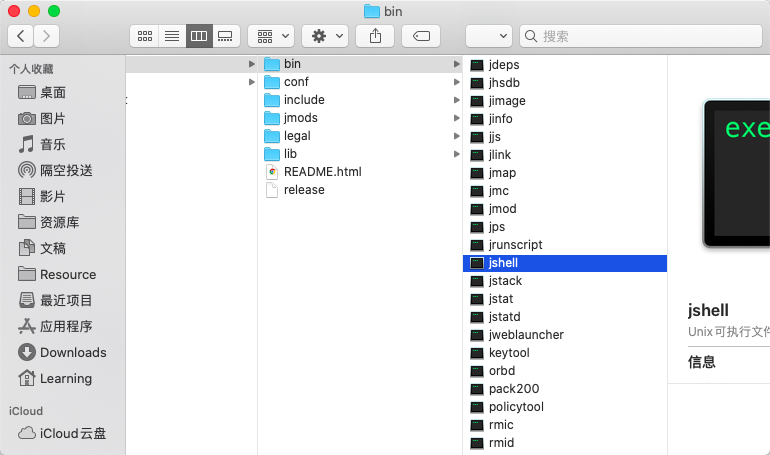 bin
搜索
个人收藏
桌面
图片
音乐
隔空投送
影片
资源库
文稿
Resource
最近项目
应用程序
Downloads
Learning
iCloud
iCloud云盘
bin
conf
include
jmods
legal
lib
README.html
release
jdeps
jhsdb
jimage
jinfo
jjs
jlink
jmap
jmc
jmod
jps
jrunscript
jshell
jstack
jstat
jstatd
jweblauncher
keytool
orbd
pack200
policytool
rmic
rmid
exe
jshell
Unix可执行文件
信息